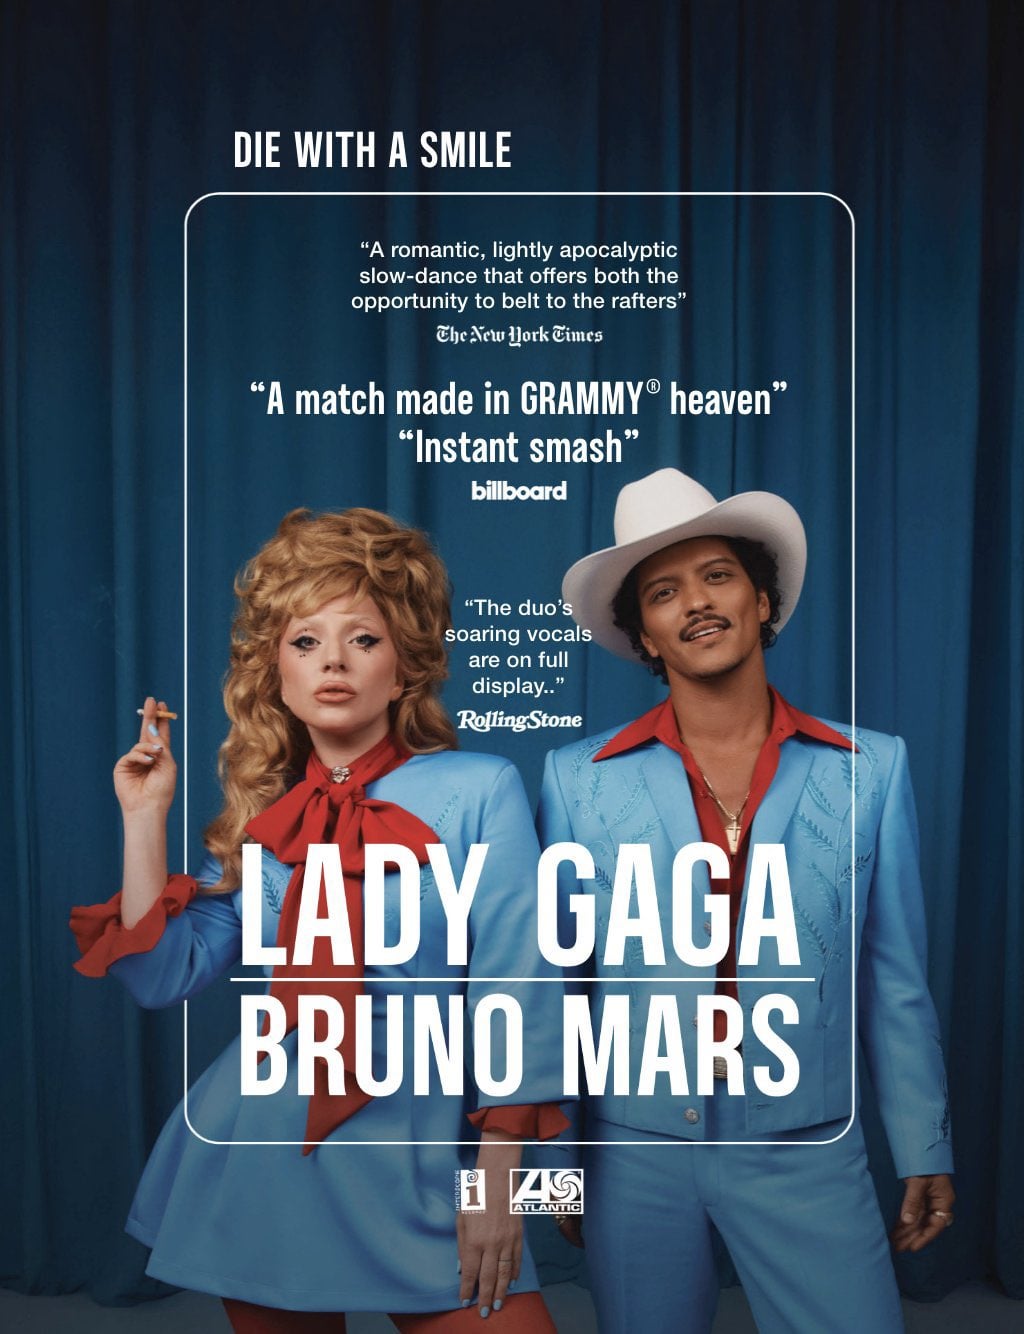 DIE WITH A SMILE
“A romantic, lightly apocalyptic
slow-dance that offers both the
opportunity to belt to the rafters”
The New York Times
“A match made in GRAMMY® heaven”
“Instant smash”
billboard
“The duo’s
soaring vocals
are on full
display..”
RollingStone
LADY GAGA
BRUNO MARS
INTERSCOPE
i
RECORDS
ATLANTIC